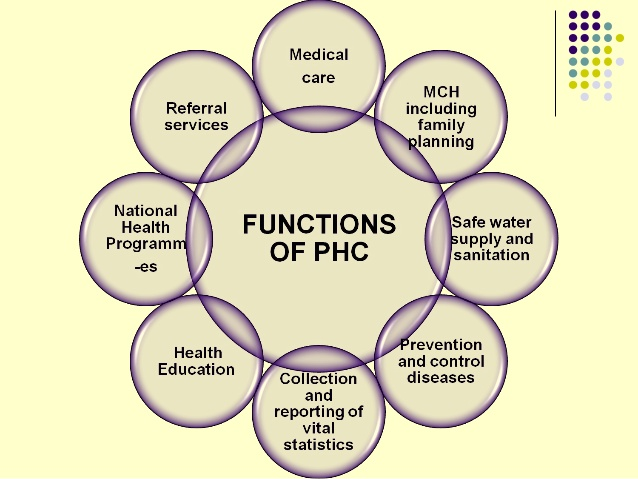 Medical
care
MCH
including
family
planning
Safe water
supply and
sanitation
Prevention
and control
diseases
Collection
and
reporting of
vital
statistics
Health
Education
National
Health
Programm
-es
Referral
services
FUNCTIONS
OF PHC